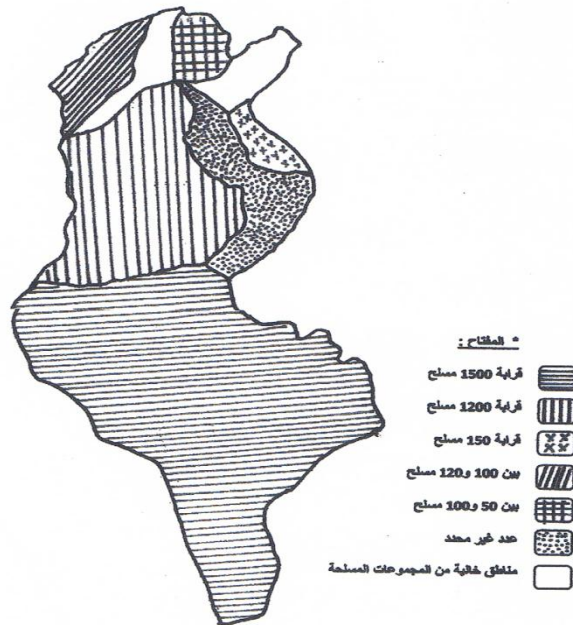 * المفتاح :
قرابة 1500 مسلح
قرابة 1200 مسلح
قرابة 150 مسلح
بين 100 و120 مسلح
بين 50 و100 مسلح
عدد غير محدد
مناطق خالية من المجموعات المسلحة